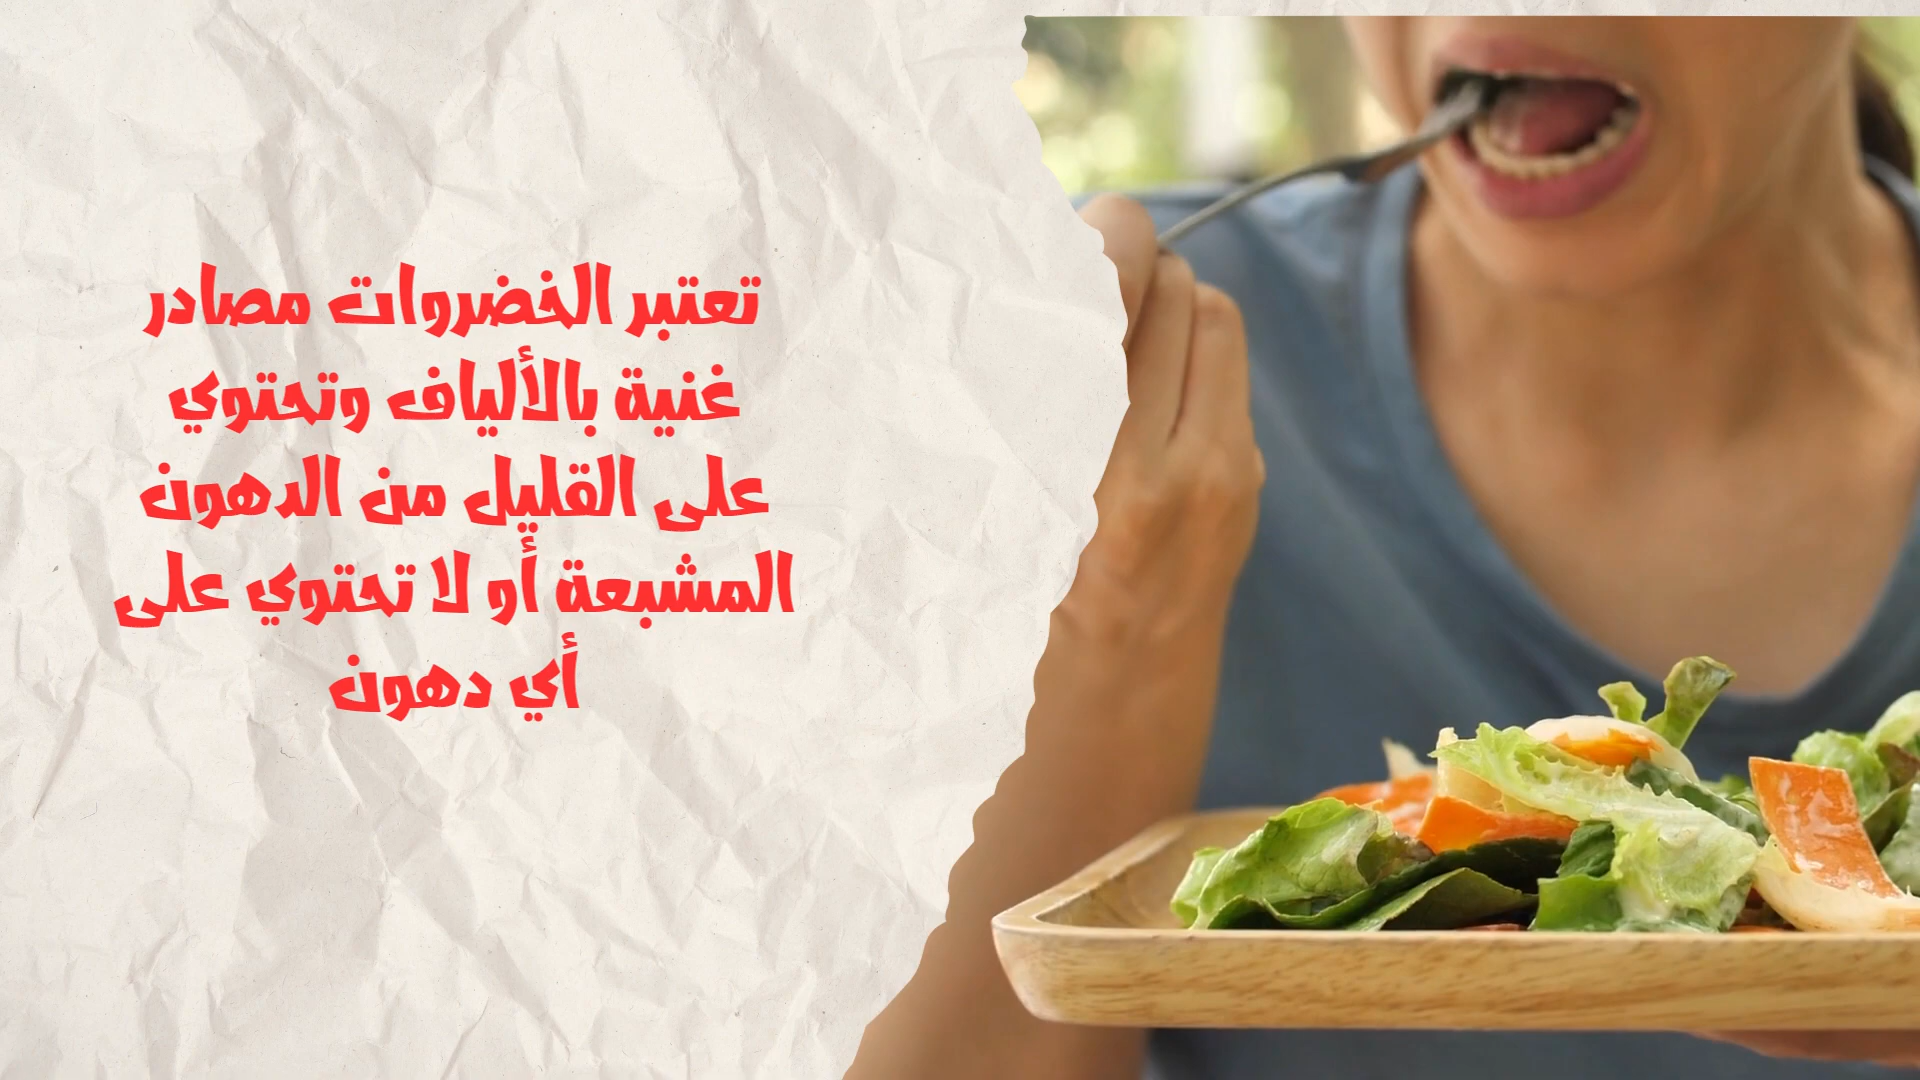 تعتبر الخضروات مصادر
غنية بالألياف وتحتوي
على القليل من الدهون
المشبعة أو لا تحتوي على
أي دهون